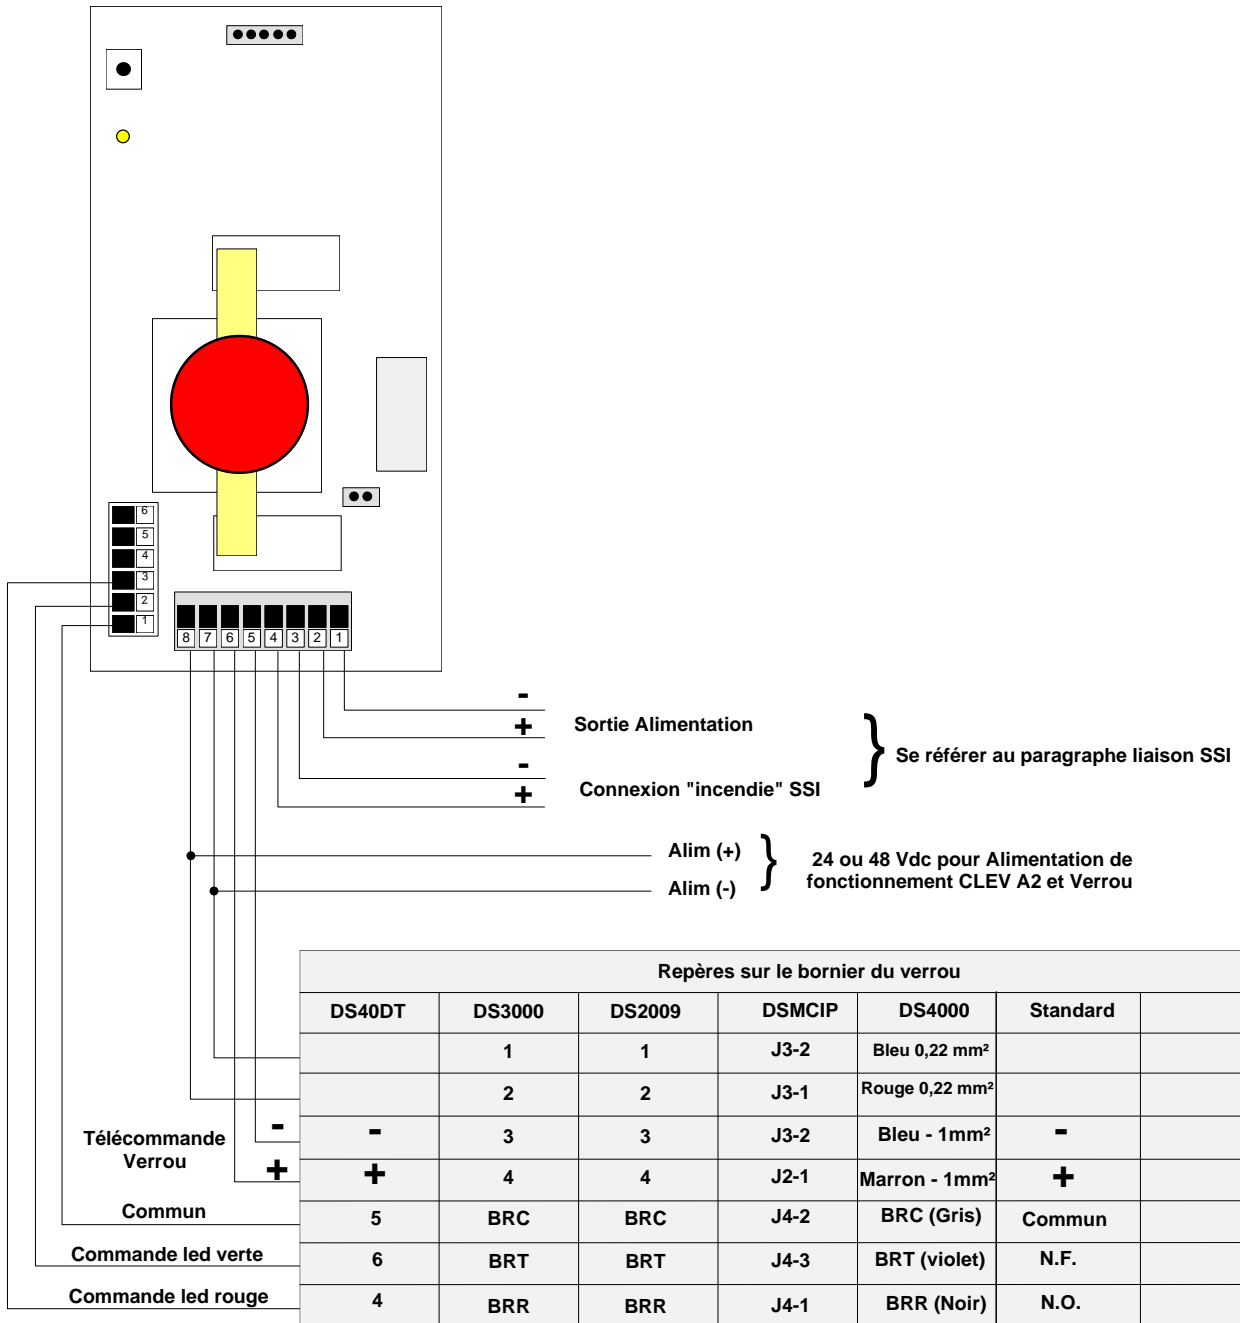 6
5
4
3
2
1
8 7 6 5 4 3 2 1
-
+
Sortie Alimentation
-
+
Connexion "incendie" SSI
} Se référer au paragraphe liaison SSI
Alim (+)
Alim (-)
} 24 ou 48 Vdc pour Alimentation de
fonctionnement CLEV A2 et Verrou
Repères sur le bornier du verrou
DS40DT DS3000 DS2009 DSMCIP DS4000 Standard
1 1 J3-2 Bleu 0,22 mm²
2 2 J3-1 Rouge 0,22 mm²
Télécommande
Verrou
- - 3 3 J3-2 Bleu - 1mm² -
+ + 4 4 J2-1 Marron - 1mm² +
Commun 5 BRC BRC J4-2 BRC (Gris) Commun
Commande led verte 6 BRT BRT J4-3 BRT (violet) N.F.
Commande led rouge 4 BRR BRR J4-1 BRR (Noir) N.O.